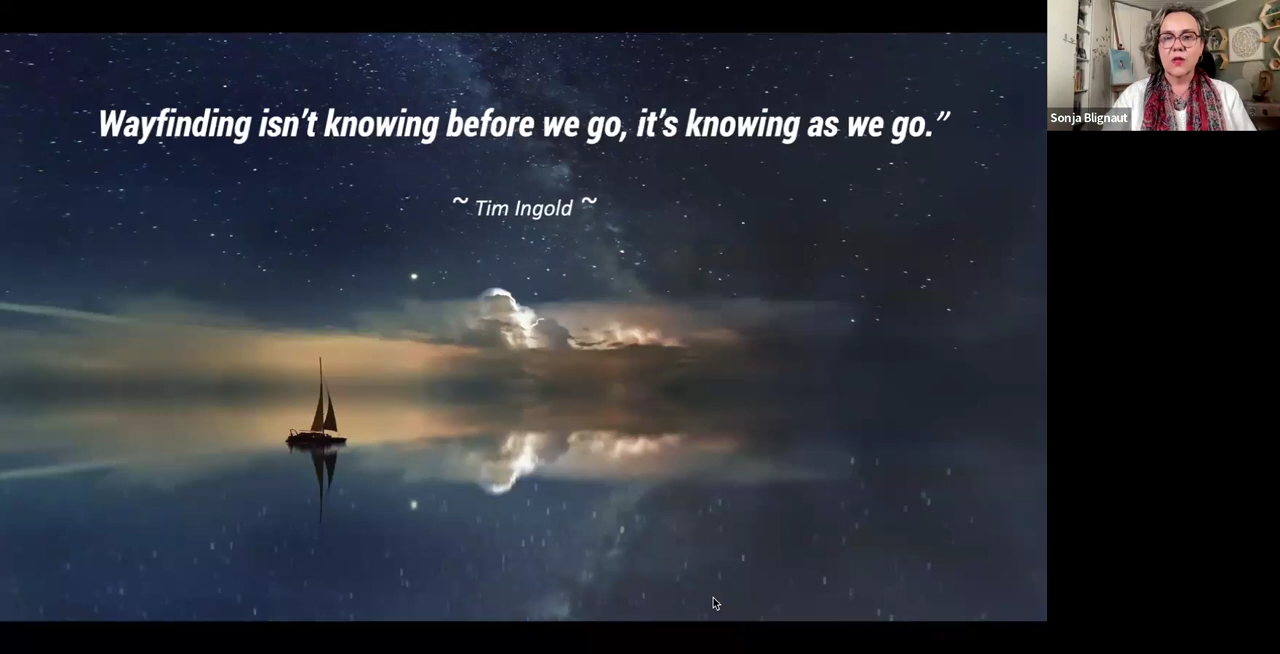 Wayfinding isn’t knowing before we go, it’s knowing as we go.”
~ Tim Ingold ~
Sonja Blignaut